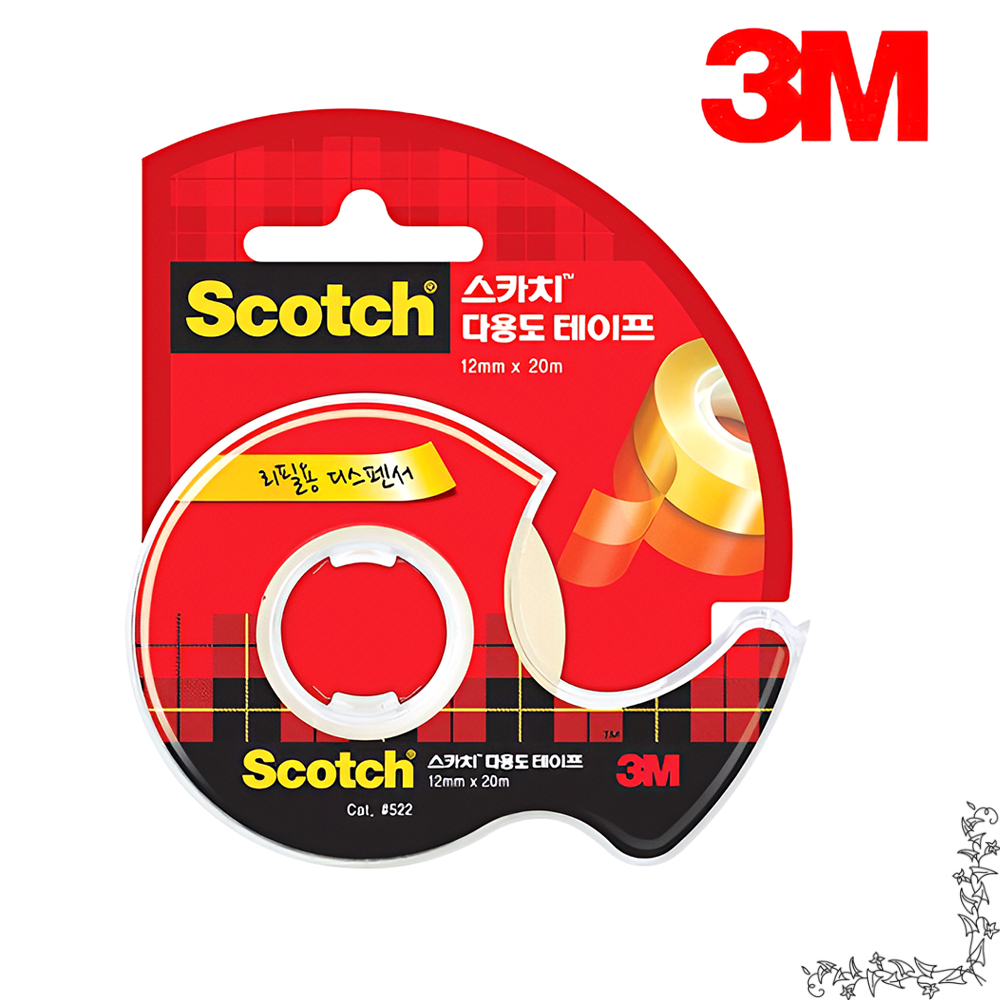 3M
Scotch®
스카치™
다용도 테이프
12mm x 20m
리필용 디스펜서
TM
Scotch®
스카치™ 다용도 테이프
12mm x 20m
3M
Cat. #522